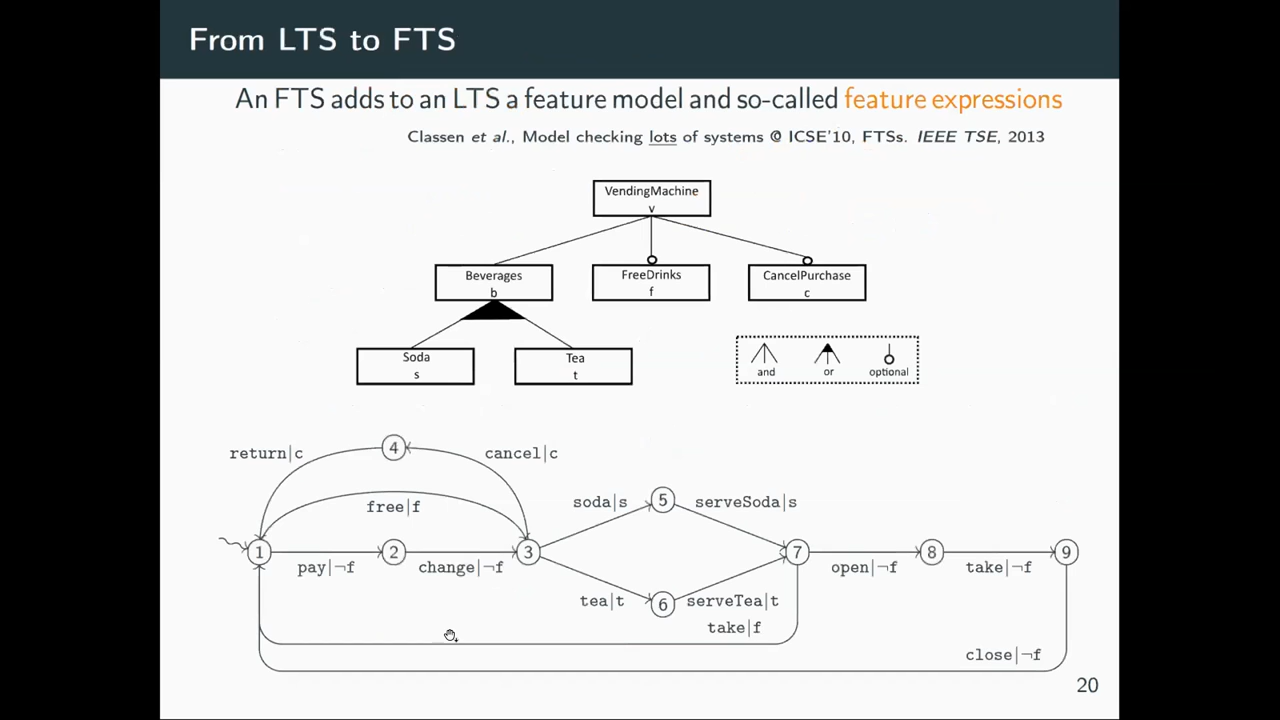 From LTS to FTS
An FTS adds to an LTS a feature model and so-called feature expressions
Classen et al., Model checking lots of systems @ ICSE'10, FTSs. IEEE TSE, 2013
VendingMachine
v
Beverages
b
FreeDrinks
f
CancelPurchase
c
Soda
s
Tea
t
and
or
optional
return|c
4
cancel|c
free|f
soda|s
5
serveSoda|s
1
2
3
7
8
9
pay|¬f
change|¬f
open|¬f
take|¬f
tea|t
6
serveTea|t
take|f
close|¬f
20